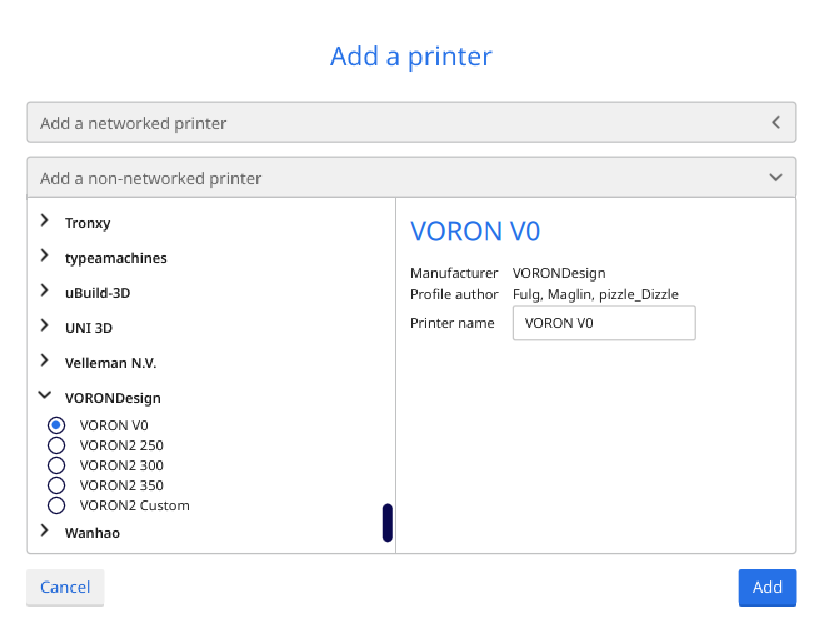 Add a printer
Add a networked printer
Add a non-networked printer
Tronxy
typeamachines
uBuild-3D
UNI 3D
Velleman N.V.
VORONDesign
VORON V0
VORON2 250
VORON2 300
VORON2 350
VORON2 Custom
Wanhao
VORON V0
Manufacturer VORONDesign
Profile author Fulg, Maglin, pizzle_Dizzle
Printer name VORON V0
Cancel
Add